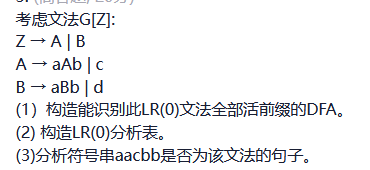 考虑文法G[Z]:
Z → A | B
A → aAb | c
B → aBb | d
(1）构造能识别此LR(0)文法全部活前缀的DFA。
(2) 构造LR(0)分析表。
(3)分析符号串aacbb是否为该文法的句子。